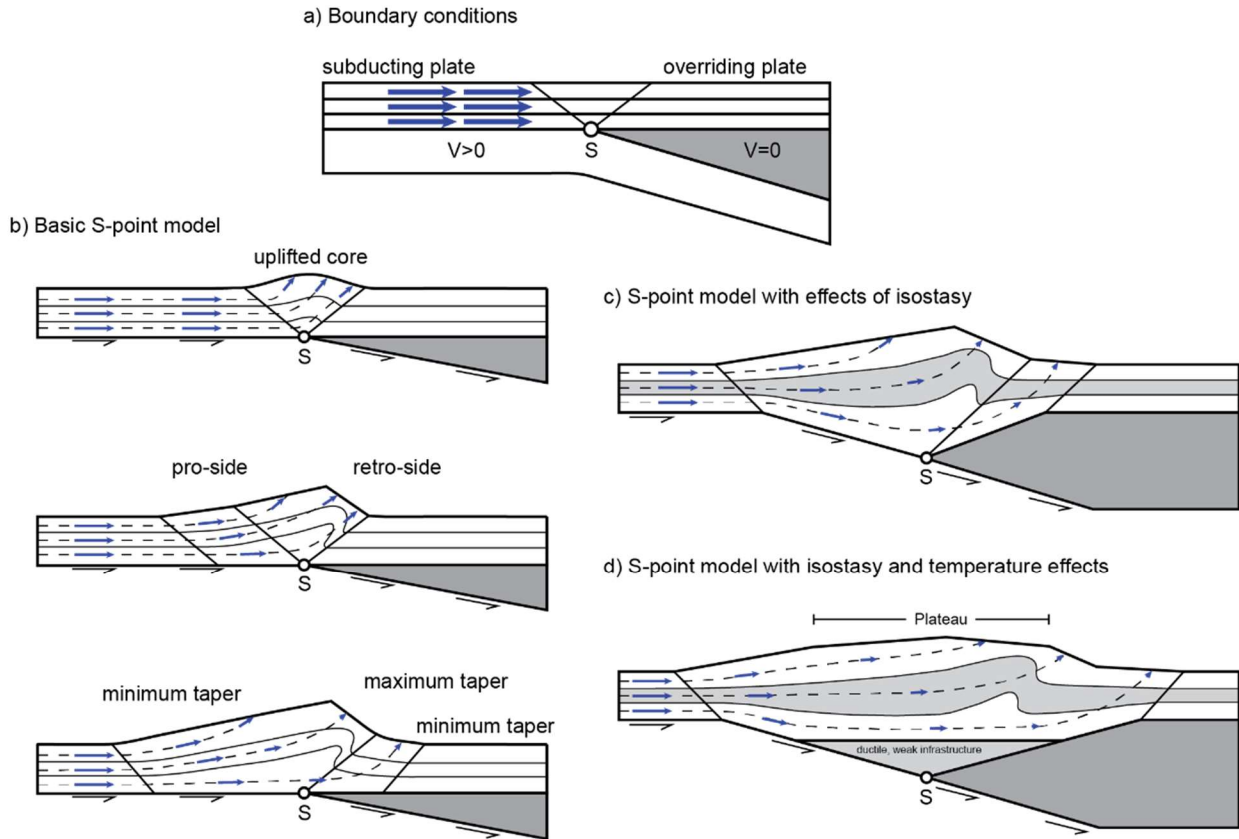 a) Boundary conditions
subducting plate
overriding plate
V>0
S
V=0
b) Basic S-point model
uplifted core
S
pro-side
retro-side
S
minimum taper
maximum taper
minimum taper
S
c) S-point model with effects of isostasy
S
d) S-point model with isostasy and temperature effects
Plateau
ductile, weak infrastructure
S